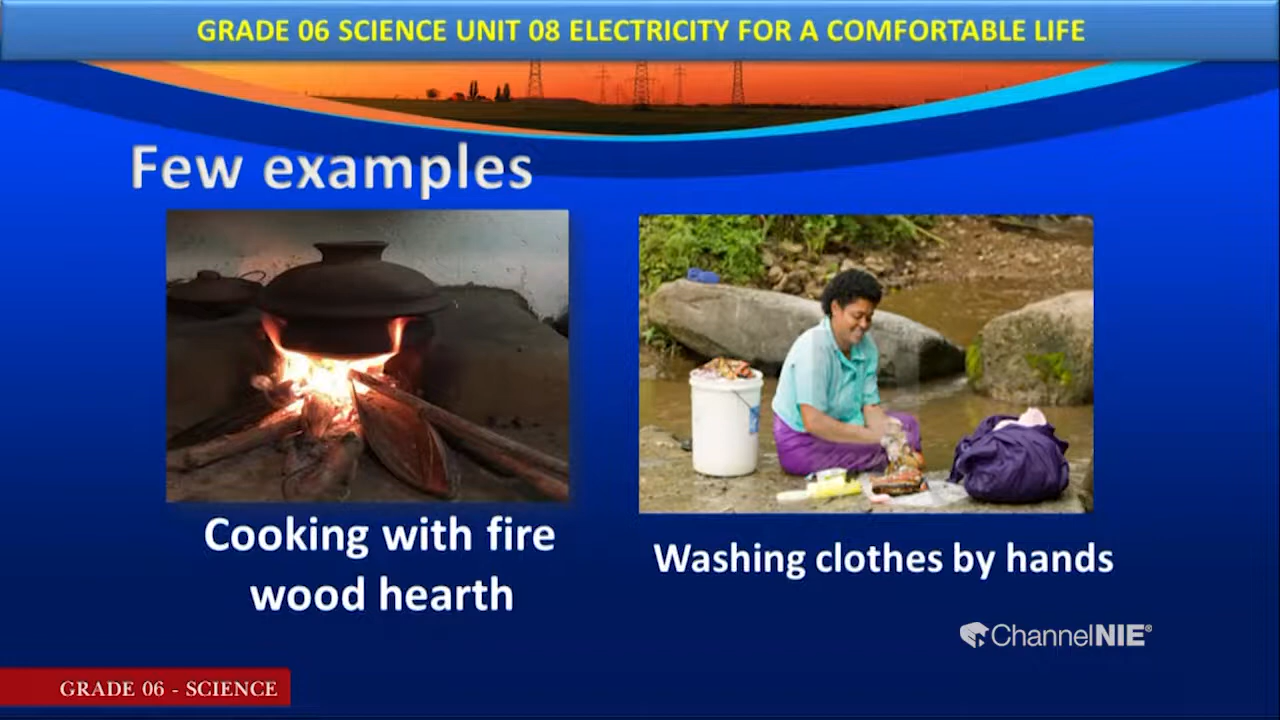 GRADE 06 SCIENCE UNIT 08 ELECTRICITY FOR A COMFORTABLE LIFE
Few examples
Cooking with fire
wood hearth
Washing clothes by hands
ChannelNIE®
GRADE 06 - SCIENCE